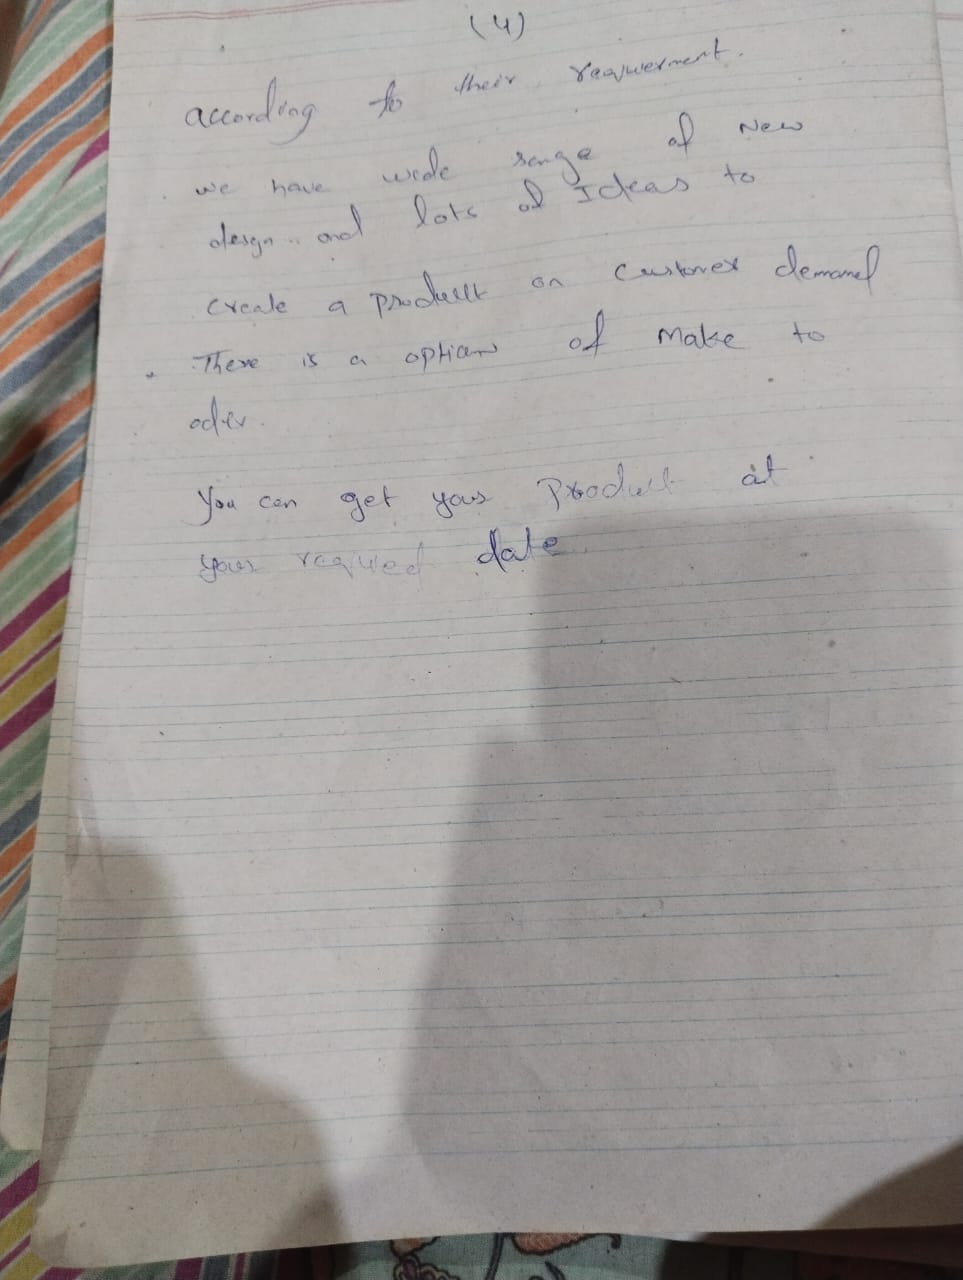 (4)
according to their requierment.
we have wide range of New
design and lots of Ideas to
create a product on customer demand
There is a option of Make to
oder.
You can get your Product at
your required date